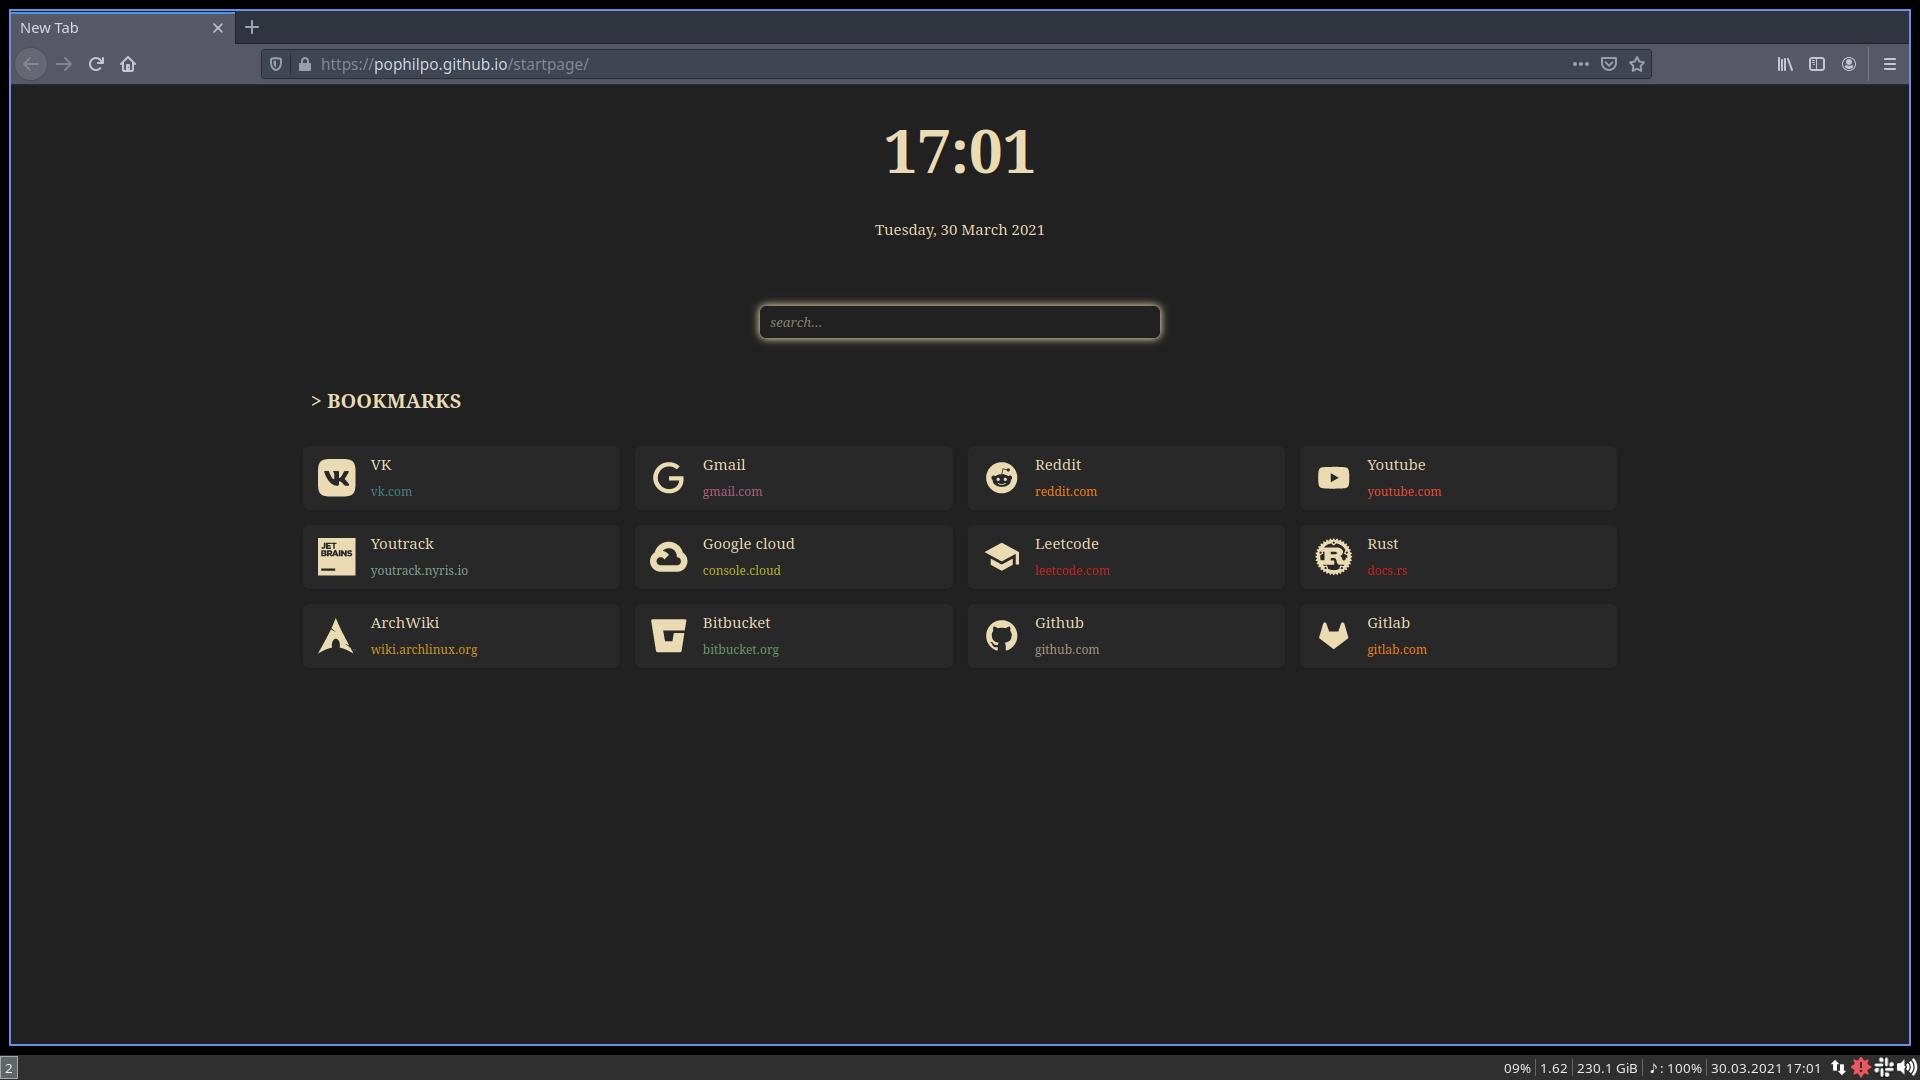 New Tab
https://pophilpo.github.io/startpage/
17:01
Tuesday, 30 March 2021
search...
> BOOKMARKS
VK
vk.com
Gmail
gmail.com
Reddit
reddit.com
Youtube
youtube.com
JET
BRAINS
Youtrack
youtrack.nyris.io
Google cloud
console.cloud
Leetcode
leetcode.com
R
Rust
docs.rs
ArchWiki
wiki.archlinux.org
Bitbucket
bitbucket.org
Github
github.com
Gitlab
gitlab.com
2
09% 1.62 230.1 GiB ♪: 100% 30.03.2021 17:01